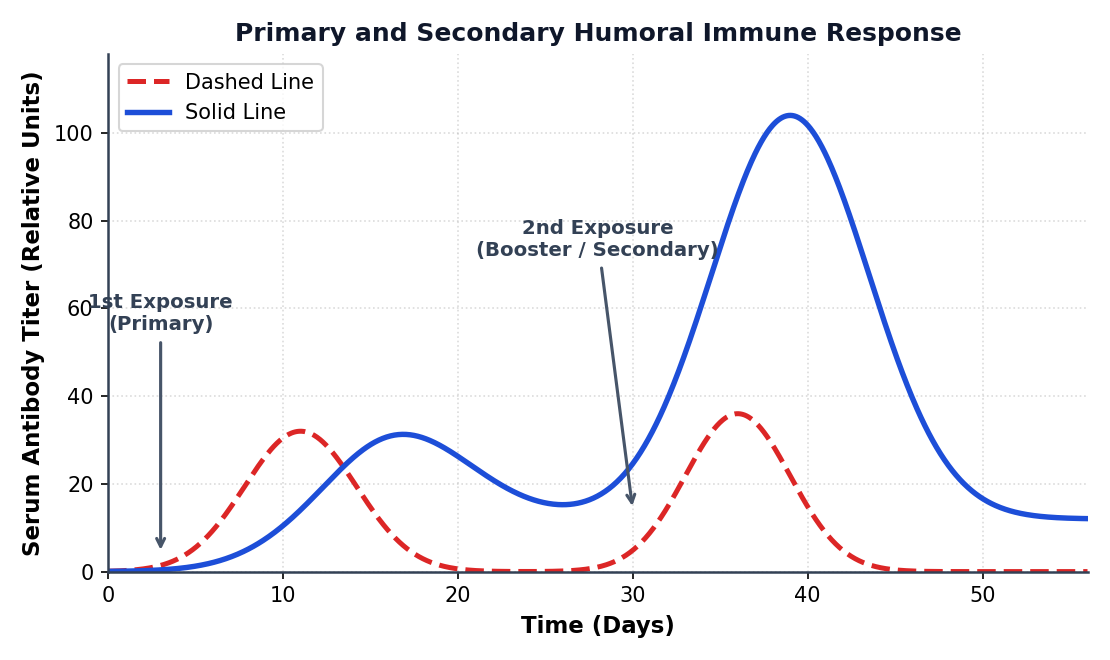 Primary and Secondary Humoral Immune Response
Serum Antibody Titer (Relative Units)
Dashed Line
Solid Line
100
80
60
40
20
0
1st Exposure
(Primary)
2nd Exposure
(Booster / Secondary)
0 10 20 30 40 50
Time (Days)